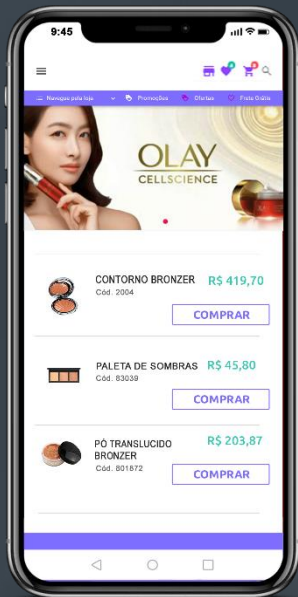 9:45
Navegue pela loja
Promoções
Ofertas
Frete Grátis
OLAY
CELLSCIENCE
CONTORNO BRONZER R$ 419,70
Cód. 2004
COMPRAR
PALETA DE SOMBRAS R$ 45,80
Cód. 83039
COMPRAR
PÓ TRANSLUCIDO R$ 203,87
BRONZER
Cód. 801872
COMPRAR